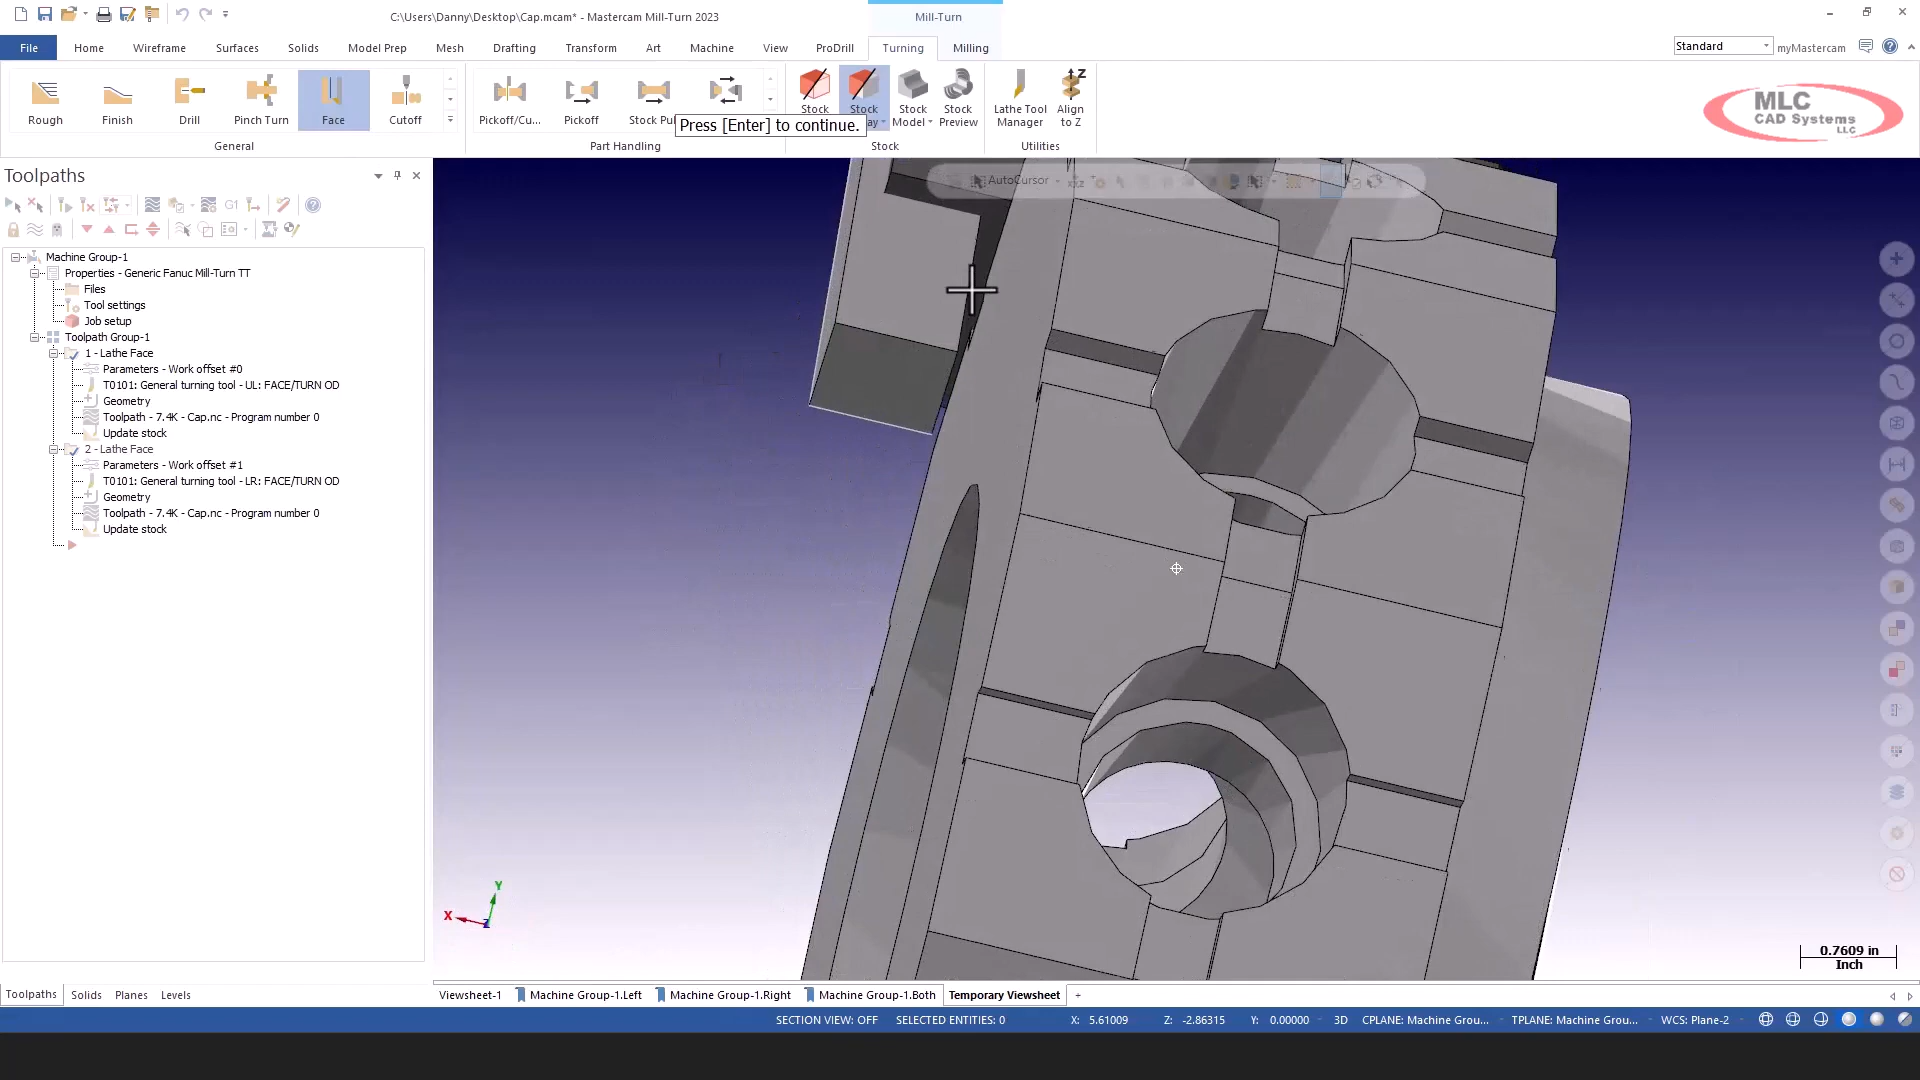 C:\Users\Danny\Desktop\Cap.mcam* - Mastercam Mill-Turn 2023
Mill-Turn
File
Home
Wireframe
Surfaces
Solids
Model Prep
Mesh
Drafting
Transform
Art
Machine
View
ProDrill
Turning
Milling
Standard
myMastercam
Rough
Finish
Drill
Pinch Turn
Face
Cutoff
Pickoff/Cu...
Pickoff
Stock
Stock
Stock
Model
Stock
Preview
Lathe Tool
Manager
Align
to Z
Press [Enter] to continue.
General
Part Handling
Stock
Utilities
MLC
CAD Systems
LLC
Toolpaths
AutoCursor
G1
Machine Group-1
Properties - Generic Fanuc Mill-Turn TT
Files
Tool settings
Job setup
Toolpath Group-1
1 - Lathe Face
Parameters - Work offset #0
T0101: General turning tool - UL: FACE/TURN OD
Geometry
Toolpath - 7.4K - Cap.nc - Program number 0
Update stock
2 - Lathe Face
Parameters - Work offset #1
T0101: General turning tool - LR: FACE/TURN OD
Geometry
Toolpath - 7.4K - Cap.nc - Program number 0
Update stock
Y
X
Z
0.7609 in
Inch
Toolpaths
Solids
Planes
Levels
Viewsheet-1
Machine Group-1.Left
Machine Group-1.Right
Machine Group-1.Both
Temporary Viewsheet
+
SECTION VIEW: OFF
SELECTED ENTITIES: 0
X: 5.61009
Z: -2.86315
Y: 0.00000
3D
CPLANE: Machine Grou...
TPLANE: Machine Grou...
WCS: Plane-2